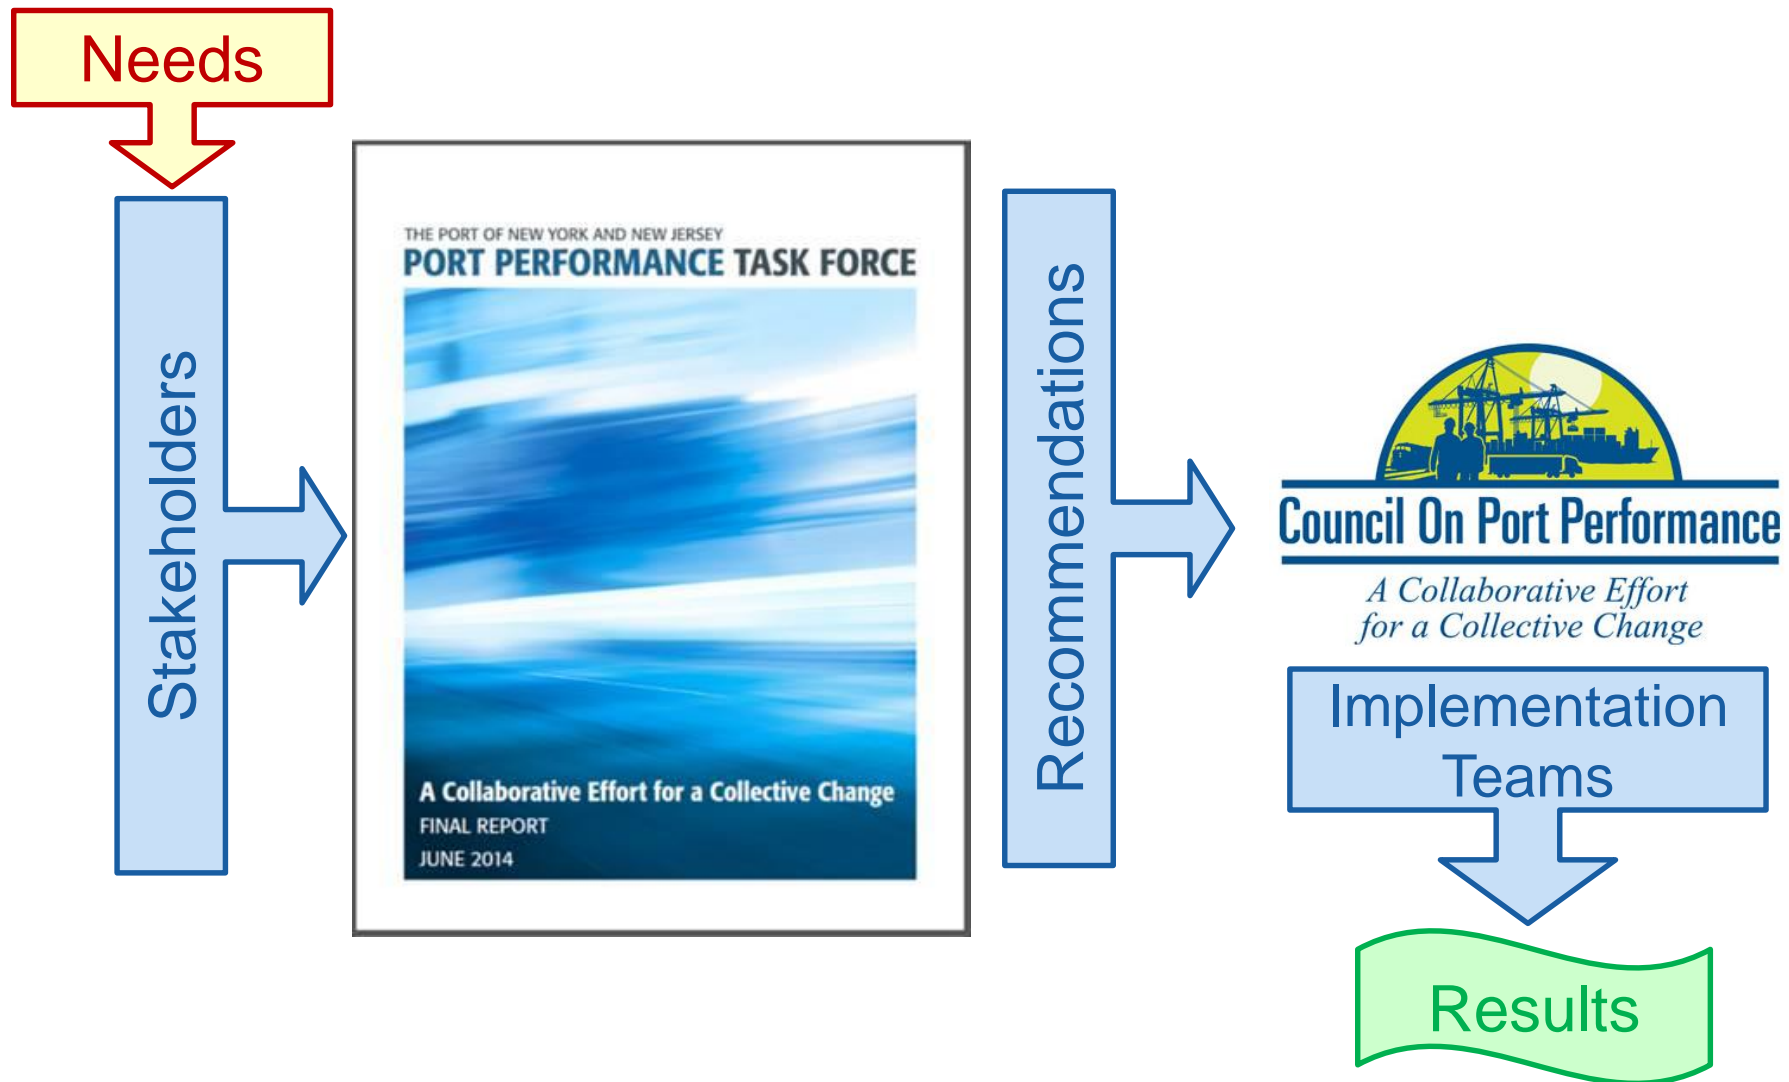 Needs
Stakeholders
THE PORT OF NEW YORK AND NEW JERSEY
PORT PERFORMANCE TASK FORCE
A Collaborative Effort for a Collective Change
FINAL REPORT
JUNE 2014
Recommendations
Council On Port Performance
A Collaborative Effort
for a Collective Change
Implementation
Teams
Results